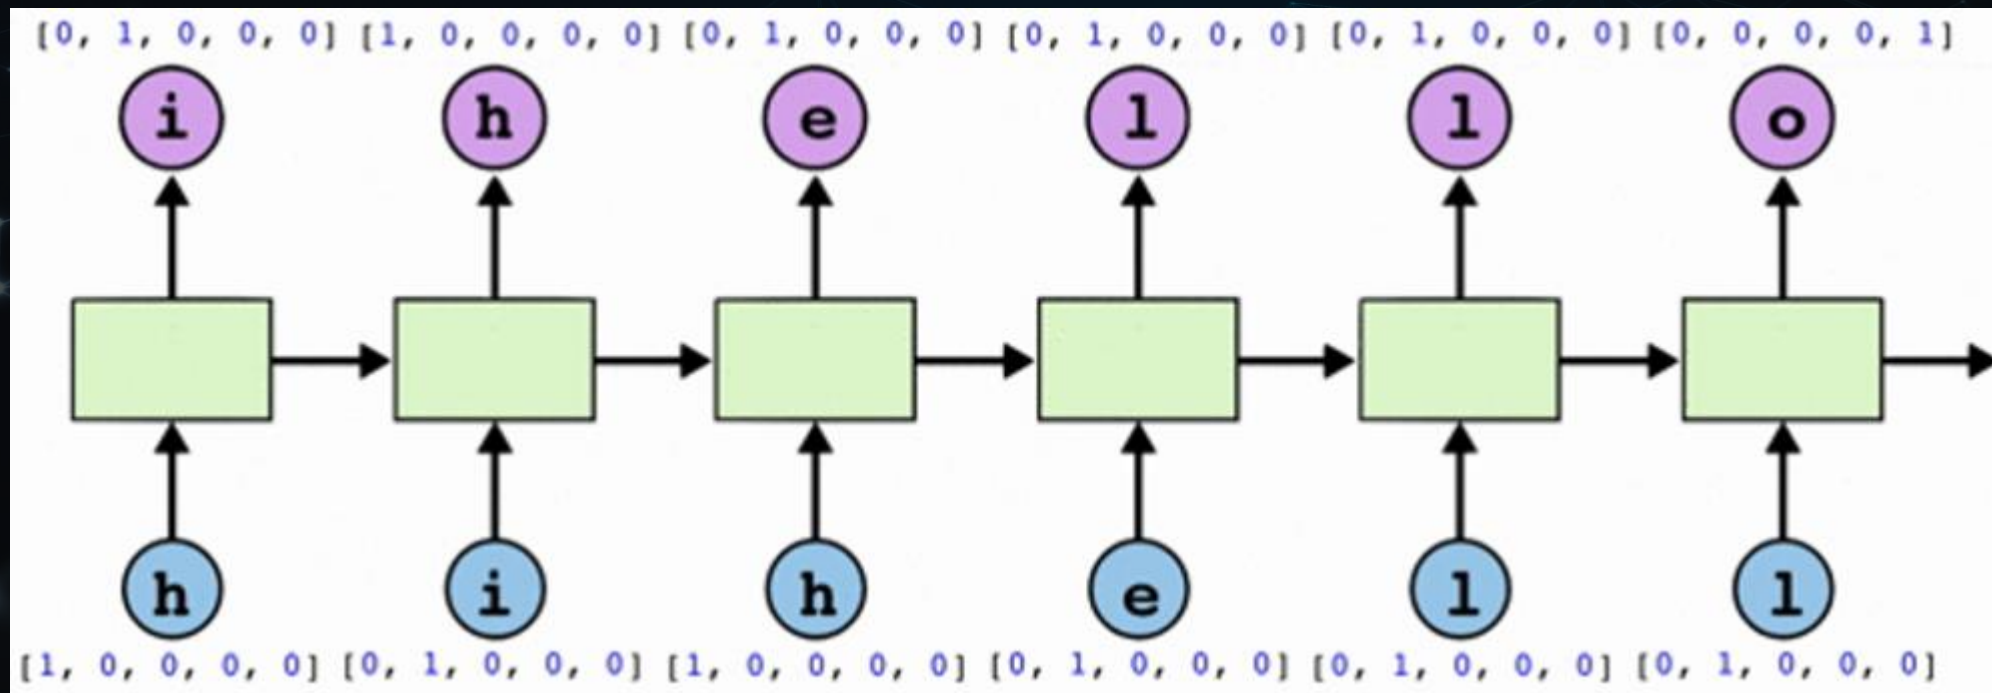 [0, 1, 0, 0, 0] [1, 0, 0, 0, 0] [0, 1, 0, 0, 0] [0, 1, 0, 0, 0] [0, 1, 0, 0, 0] [0, 0, 0, 0, 1]
i h e l l o
h i h e l l
[1, 0, 0, 0, 0] [0, 1, 0, 0, 0] [1, 0, 0, 0, 0] [0, 1, 0, 0, 0] [0, 1, 0, 0, 0] [0, 1, 0, 0, 0]